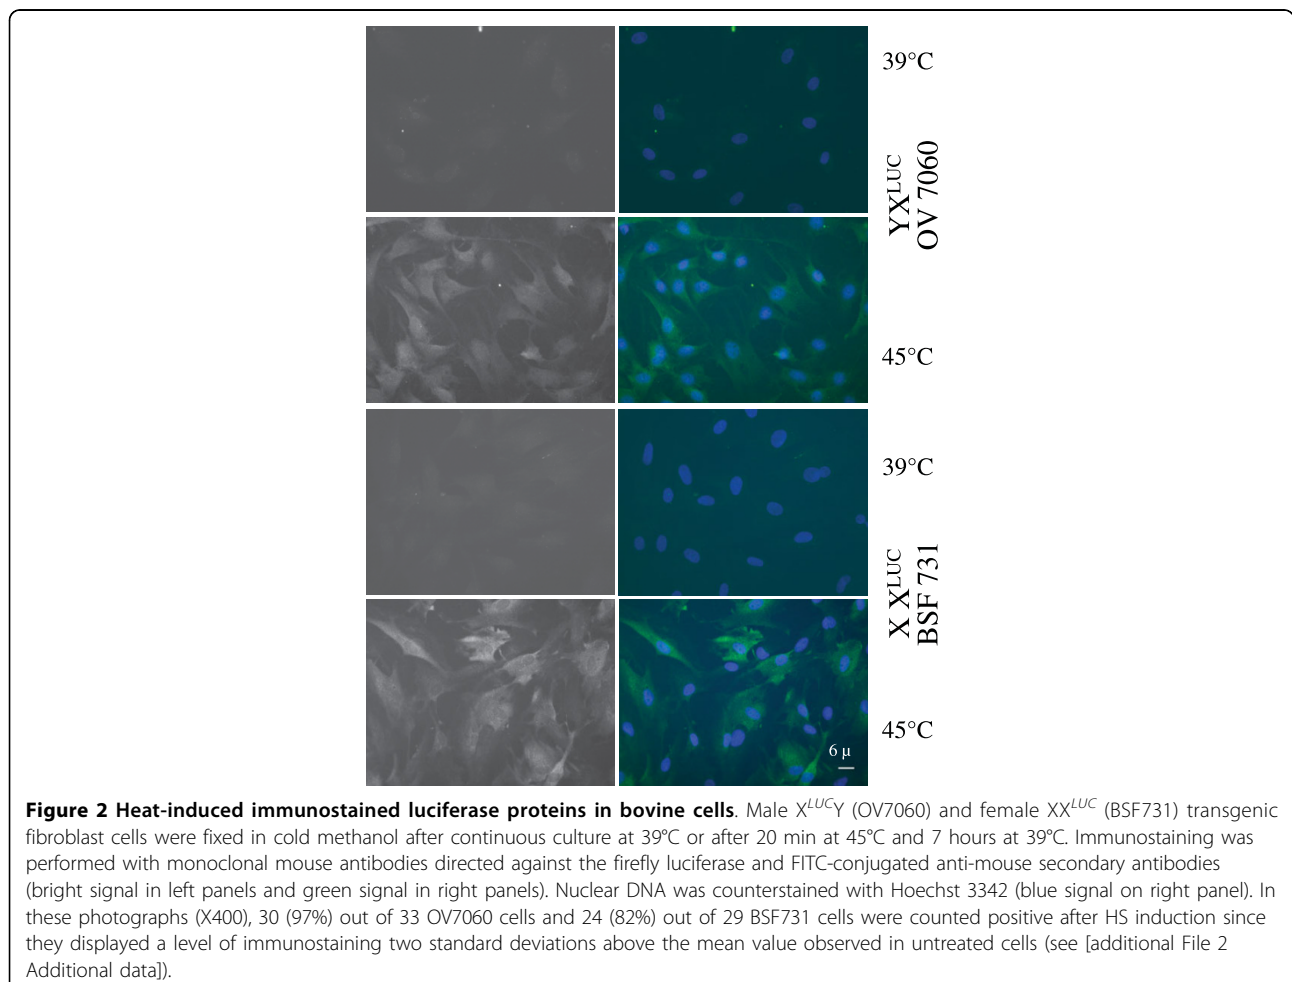 39°C
YX^LUC
OV 7060
45°C
39°C
X X^LUC
BSF 731
45°C
6 µ
Figure 2 Heat-induced immunostained luciferase proteins in bovine cells. Male X^LUCY (OV7060) and female XX^LUC (BSF731) transgenic
fibroblast cells were fixed in cold methanol after continuous culture at 39°C or after 20 min at 45°C and 7 hours at 39°C. Immunostaining was
performed with monoclonal mouse antibodies directed against the firefly luciferase and FITC-conjugated anti-mouse secondary antibodies
(bright signal in left panels and green signal in right panels). Nuclear DNA was counterstained with Hoechst 3342 (blue signal on right panel). In
these photographs (X400), 30 (97%) out of 33 OV7060 cells and 24 (82%) out of 29 BSF731 cells were counted positive after HS induction since
they displayed a level of immunostaining two standard deviations above the mean value observed in untreated cells (see [additional File 2
Additional data]).